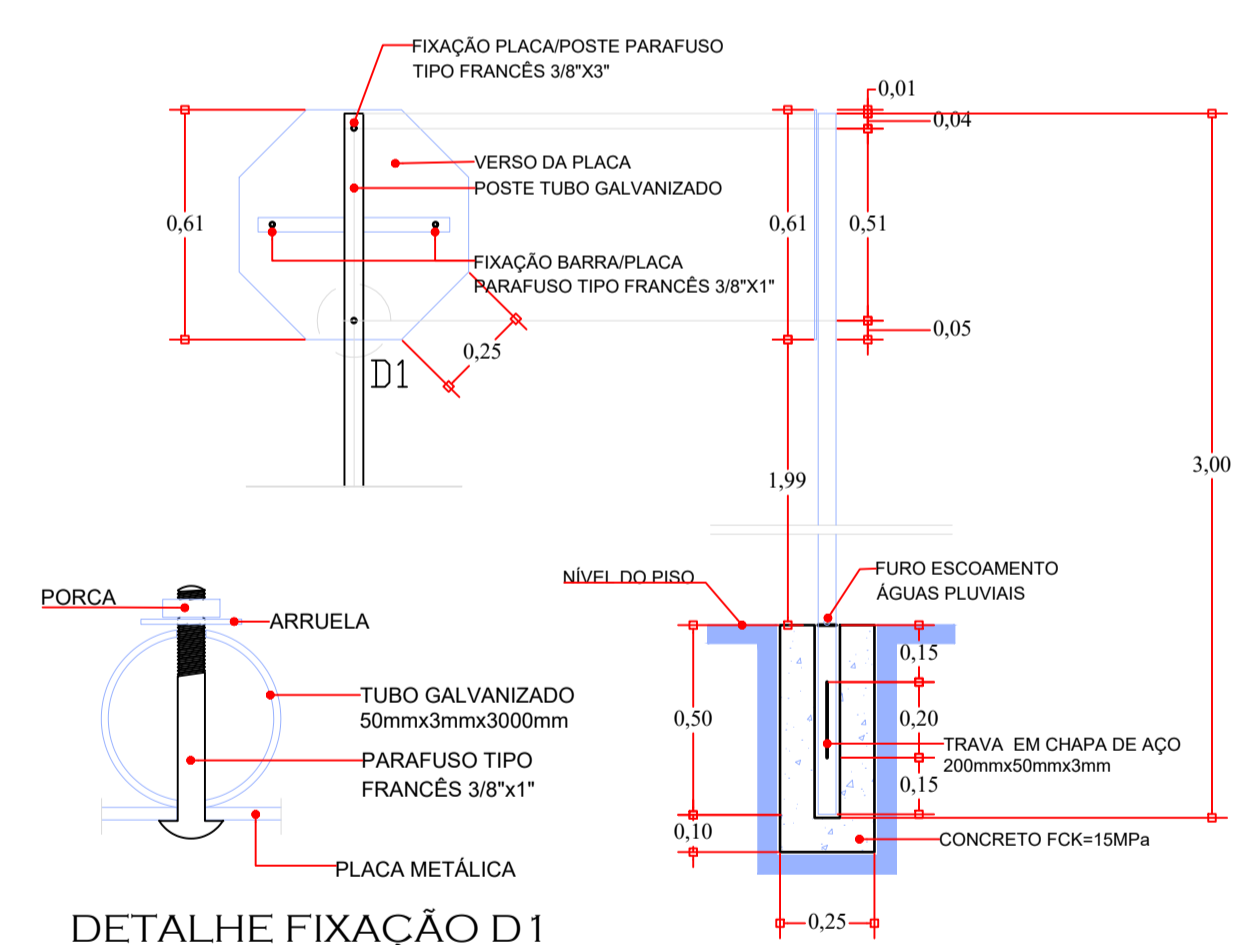 FIXAÇÃO PLACA/POSTE PARAFUSO
TIPO FRANCÊS 3/8"X3"
VERSO DA PLACA
POSTE TUBO GALVANIZADO
0,61
FIXAÇÃO BARRA/PLACA
PARAFUSO TIPO FRANCÊS 3/8"X1"
0,25
D1
0,01
0,04
0,61
0,51
0,05
1,99
3,00
NÍVEL DO PISO
FURO ESCOAMENTO
ÁGUAS PLUVIAIS
0,15
0,50
0,20
TRAVA EM CHAPA DE AÇO
200mmx50mmx3mm
0,15
0,10
CONCRETO FCK=15MPa
0,25
PORCA
ARRUELA
TUBO GALVANIZADO
50mmx3mmx3000mm
PARAFUSO TIPO
FRANCÊS 3/8"x1"
PLACA METÁLICA
DETALHE FIXAÇÃO D1